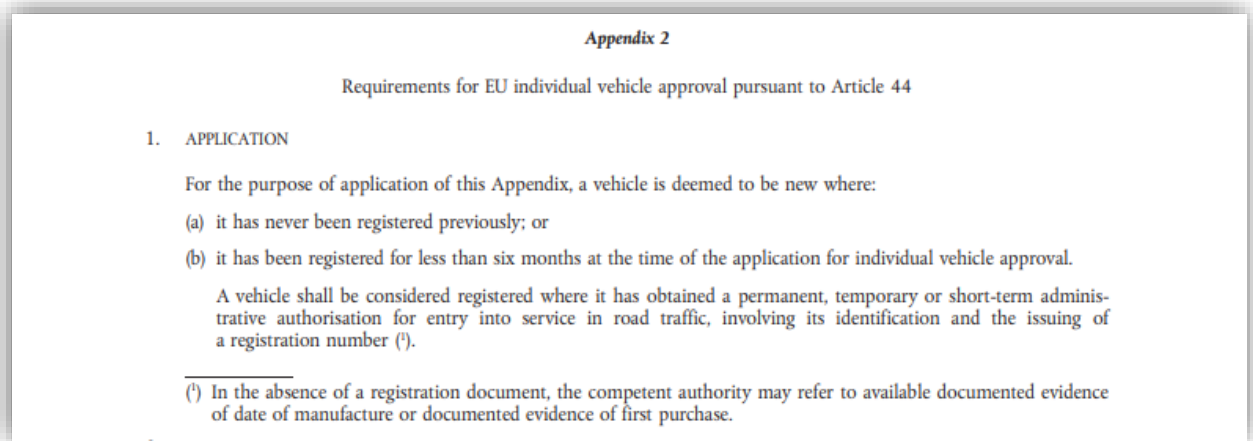 Appendix 2
Requirements for EU individual vehicle approval pursuant to Article 44
1. APPLICATION
For the purpose of application of this Appendix, a vehicle is deemed to be new where:
(a) it has never been registered previously; or
(b) it has been registered for less than six months at the time of the application for individual vehicle approval.
A vehicle shall be considered registered where it has obtained a permanent, temporary or short-term adminis-
trative authorisation for entry into service in road traffic, involving its identification and the issuing of
a registration number (¹).
(¹) In the absence of a registration document, the competent authority may refer to available documented evidence
of date of manufacture or documented evidence of first purchase.